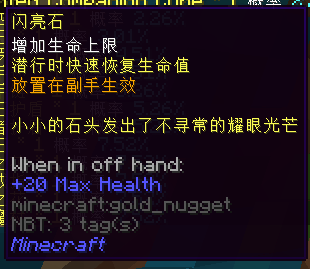 闪亮石
增加生命上限
潜行时快速恢复生命值
放置在副手生效
小小的石头发出了不寻常的耀眼光芒
When in off hand:
+20 Max Health
minecraft:gold_nugget
NBT: 3 tag(s)
Minecraft